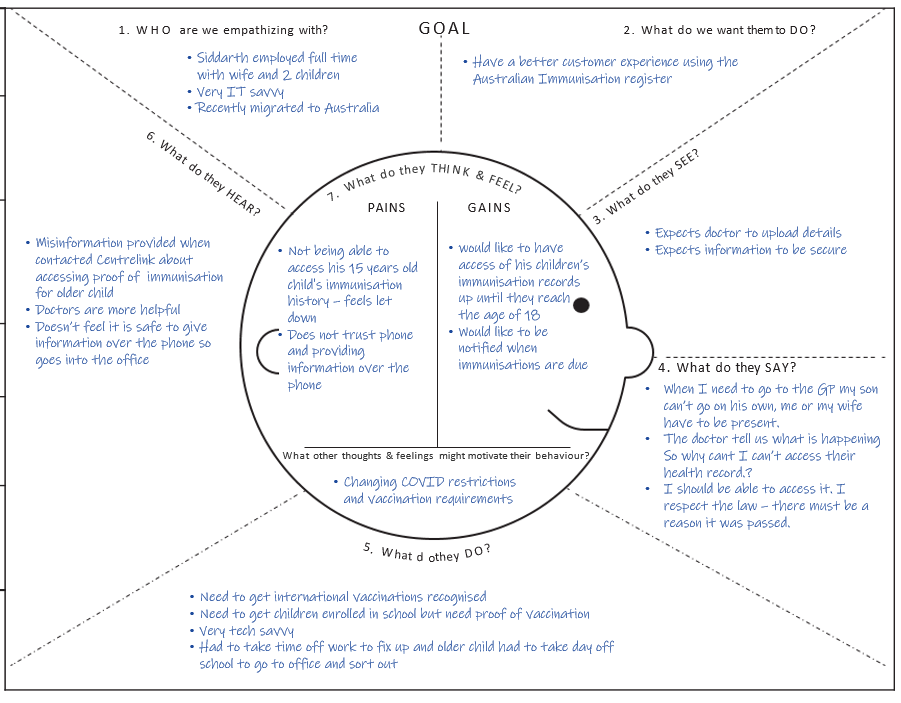 GOAL
1. WHO are we empathizing with?
• Siddarth employed full time
with wife and 2 children
• Very IT savvy
• Recently migrated to Australia
2. What do we want them to DO?
• Have a better customer experience using the
Australian Immunisation register
3. What do they SEE?
• Expects doctor to upload details
• Expects information to be secure
4. What do they SAY?
• When I need to go to the GP my son
can't go on his own, me or my wife
have to be present.
• The doctor tell us what is happening
So why cant I can't access their
health record.?
• I should be able to access it. I
respect the law – there must be a
reason it was passed.
5. What d othey DO?
• Need to get international vaccinations recognised
• Need to get children enrolled in school but need proof of vaccination
• Very tech savvy
• Had to take time off work to fix up and older child had to take day off
school to go to office and sort out
6. What do they HEAR?
• Misinformation provided when
contacted Centrelink about
accessing proof of immunisation
for older child
• Doctors are more helpful
• Doesn't feel it is safe to give
information over the phone so
goes into the office
7. What do they THINK & FEEL?
PAINS
• Not being able to
access his 15 years old
child's immunisation
history – feels let
down
• Does not trust phone
and providing
information over the
phone
GAINS
• would like to have
access of his children's
immunisation records
up until they reach
the age of 18
• Would like to be
notified when
immunisations are due
What other thoughts & feelings might motivate their behaviour?
• Changing COVID restrictions
and vaccination requirements